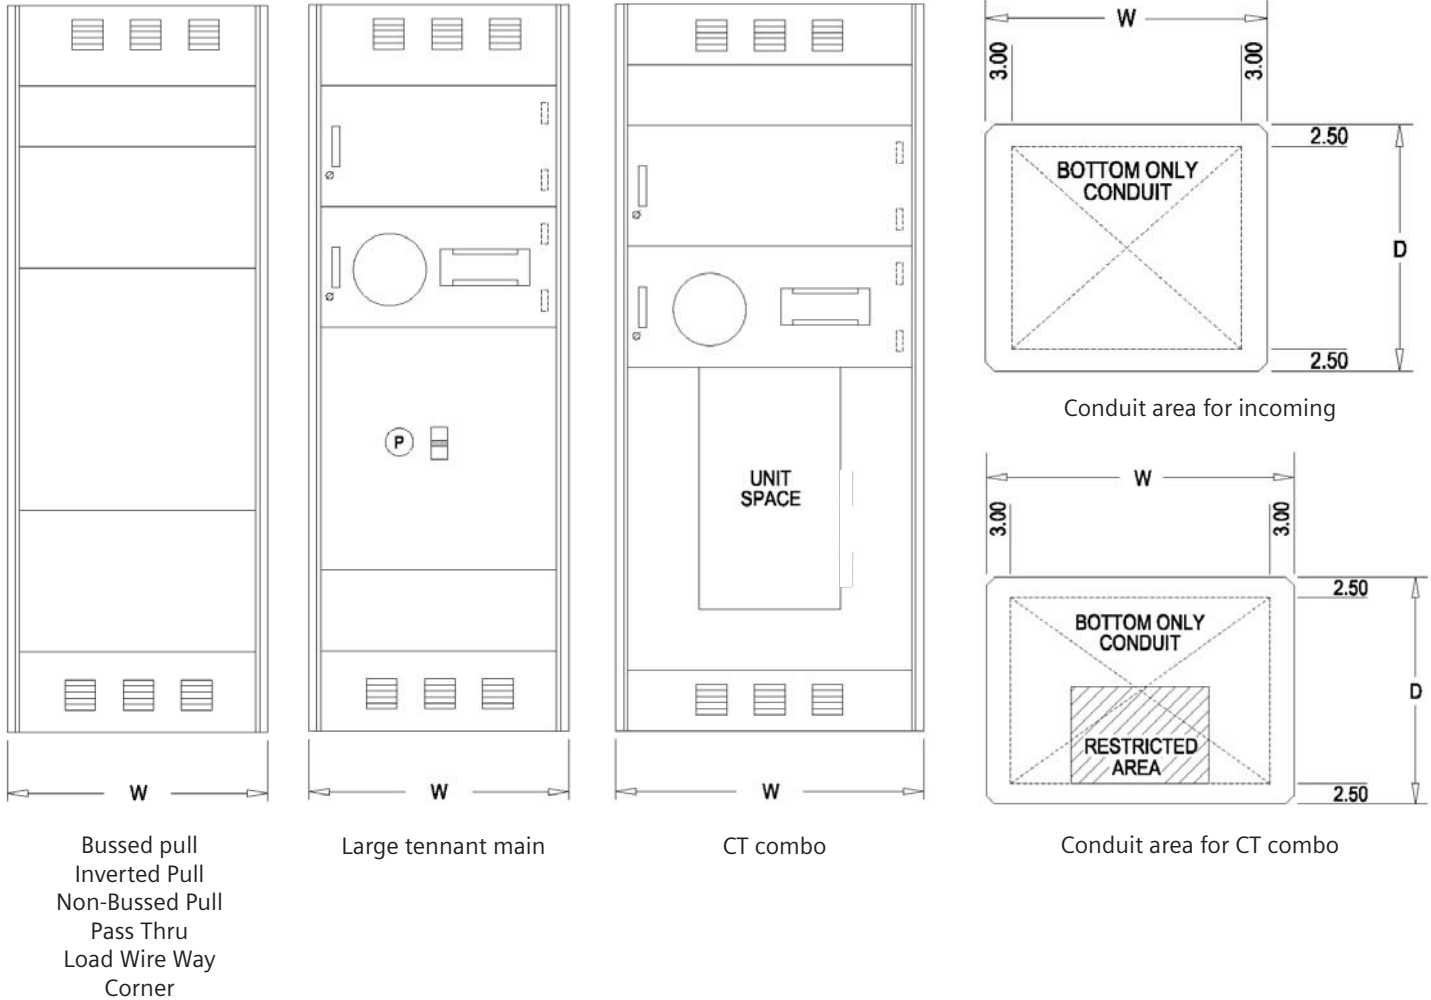 W
Bussed pull
Inverted Pull
Non-Bussed Pull
Pass Thru
Load Wire Way
Corner
P
W
Large tennant main
UNIT
SPACE
W
CT combo
W
3.00
3.00
2.50
BOTTOM ONLY
CONDUIT
D
2.50
Conduit area for incoming
W
3.00
3.00
2.50
BOTTOM ONLY
CONDUIT
D
RESTRICTED
AREA
2.50
Conduit area for CT combo